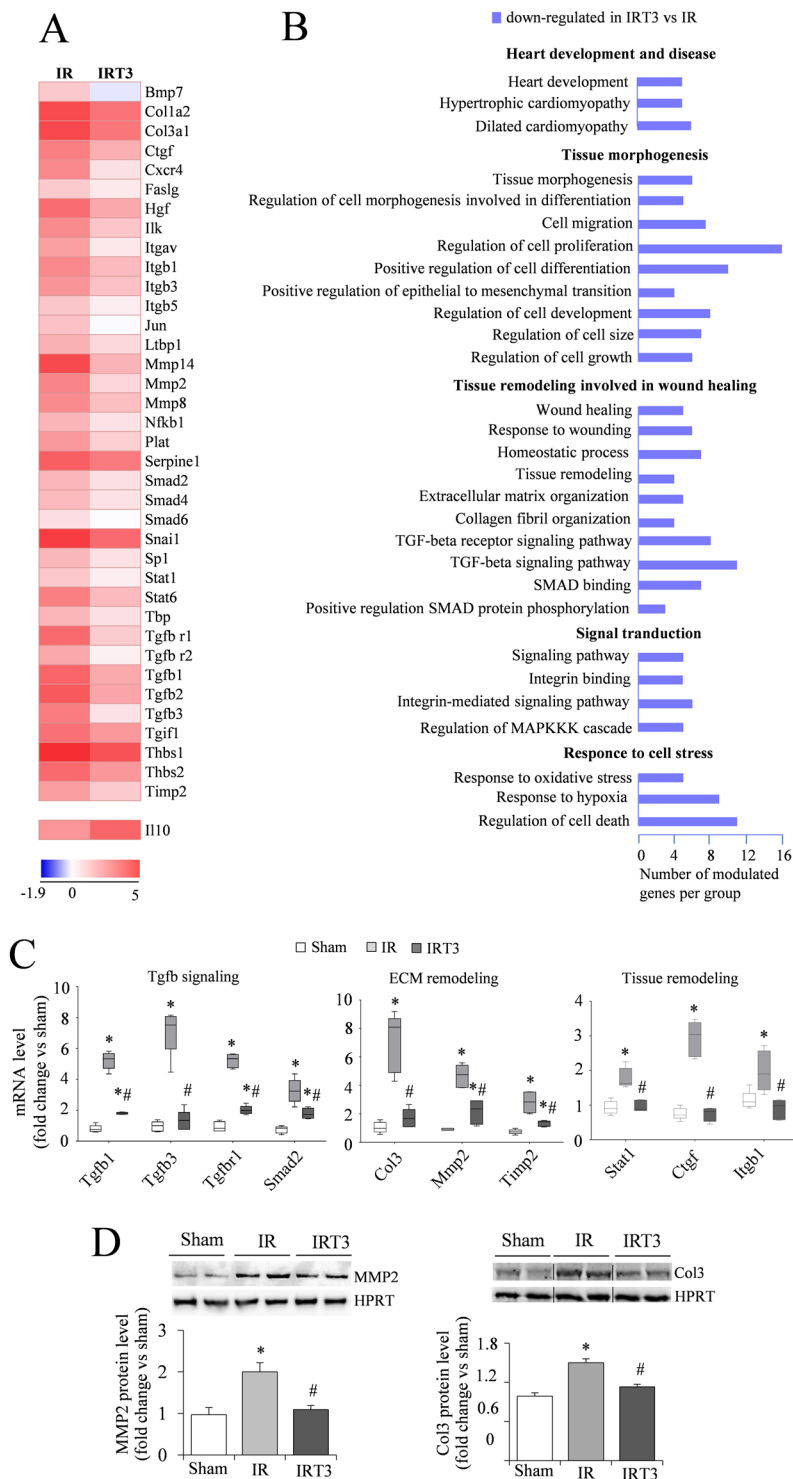 A
IR IRT3
Bmp7
Col1a2
Col3a1
Ctgf
Cxcr4
Faslg
Hgf
Ilk
Itgav
Itgb1
Itgb3
Itgb5
Jun
Ltbp1
Mmp14
Mmp2
Mmp8
Nfkb1
Plat
Serpine1
Smad2
Smad4
Smad6
Snai1
Sp1
Stat1
Stat6
Tbp
Tgfb r1
Tgfb r2
Tgfb1
Tgfb2
Tgfb3
Tgif1
Thbs1
Thbs2
Timp2
Il10
-1.9 0 5
B
down-regulated in IRT3 vs IR
Heart development and disease
Heart development
Hypertrophic cardiomyopathy
Dilated cardiomyopathy
Tissue morphogenesis
Tissue morphogenesis
Regulation of cell morphogenesis involved in differentiation
Cell migration
Regulation of cell proliferation
Positive regulation of cell differentiation
Positive regulation of epithelial to mesenchymal transition
Regulation of cell development
Regulation of cell size
Regulation of cell growth
Tissue remodeling involved in wound healing
Wound healing
Response to wounding
Homeostatic process
Tissue remodeling
Extracellular matrix organization
Collagen fibril organization
TGF-beta receptor signaling pathway
TGF-beta signaling pathway
SMAD binding
Positive regulation SMAD protein phosphorylation
Signal tranduction
Signaling pathway
Integrin binding
Integrin-mediated signaling pathway
Regulation of MAPKKK cascade
Responce to cell stress
Response to oxidative stress
Response to hypoxia
Regulation of cell death
0 4 8 12 16
Number of modulated
genes per group
C
Sham IR IRT3
Tgfb signaling
mRNA level
(fold change vs sham)
10
8
6
4
2
0
* * * *
*# # *# *#
Tgfb1 Tgfb3 Tgfbr1 Smad2
ECM remodeling
10
8
6
4
2
0
* * *
# *# *#
Col3 Mmp2 Timp2
Tissue remodeling
4
3
2
1
0
* * *
# # #
Stat1 Ctgf Itgb1
D
Sham IR IRT3
MMP2
HPRT
MMP2 protein level
(fold change vs sham)
3
2
1
0
* #
Sham IR IRT3
Sham IR IRT3
Col3
HPRT
Col3 protein level
(fold change vs sham)
1.8
1.2
0.6
0
* #
Sham IR IRT3